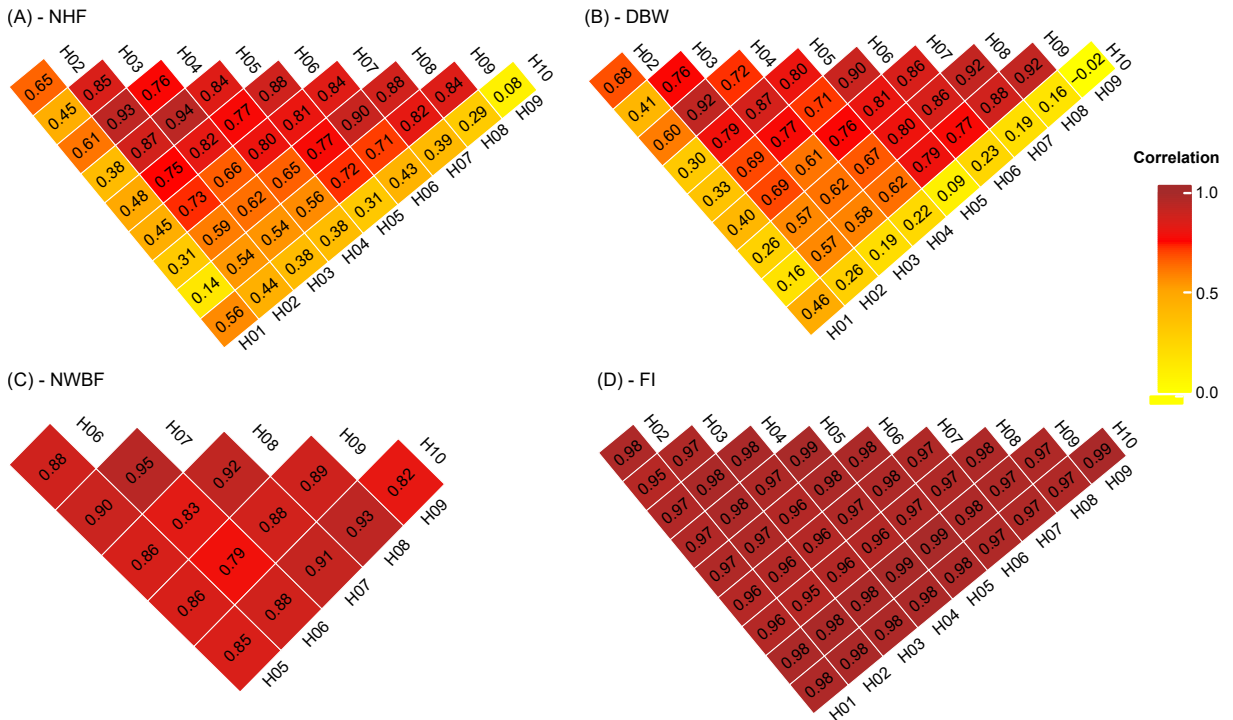 (A) - NHF
0.65 H02
0.45 0.85 H03
0.61 0.93 0.76 H04
0.38 0.87 0.94 0.84 H05
0.48 0.75 0.82 0.77 0.88 H06
0.45 0.73 0.66 0.80 0.81 0.84 H07
0.31 0.59 0.62 0.65 0.77 0.90 0.88 H08
0.14 0.54 0.54 0.56 0.72 0.71 0.82 0.84 H09
0.56 0.44 0.38 0.38 0.31 0.43 0.39 0.29 0.08 H10
H01 H02 H03 H04 H05 H06 H07 H08 H09
(B) - DBW
0.68 H02
0.41 0.76 H03
0.60 0.92 0.72 H04
0.30 0.79 0.87 0.80 H05
0.33 0.69 0.77 0.71 0.90 H06
0.40 0.69 0.61 0.76 0.81 0.86 H07
0.26 0.57 0.62 0.67 0.80 0.86 0.92 H08
0.16 0.57 0.58 0.62 0.79 0.77 0.88 0.92 H09
0.46 0.26 0.19 0.22 0.09 0.23 0.19 0.16 −0.02 H10
H01 H02 H03 H04 H05 H06 H07 H08 H09
Correlation
1.0
0.5
0.0
(C) - NWBF
0.88 H06
0.90 0.95 H07
0.86 0.83 0.92 H08
0.86 0.79 0.88 0.89 H09
0.85 0.88 0.91 0.93 0.82 H10
H05 H06 H07 H08 H09
(D) - FI
0.98 H02
0.95 0.97 H03
0.97 0.98 0.98 H04
0.97 0.98 0.97 0.99 H05
0.97 0.97 0.96 0.98 0.98 H06
0.96 0.96 0.96 0.97 0.98 0.97 H07
0.96 0.95 0.96 0.96 0.97 0.97 0.98 H08
0.98 0.98 0.98 0.99 0.99 0.98 0.97 0.97 H09
0.98 0.98 0.98 0.98 0.98 0.97 0.97 0.97 0.99 H10
H01 H02 H03 H04 H05 H06 H07 H08 H09